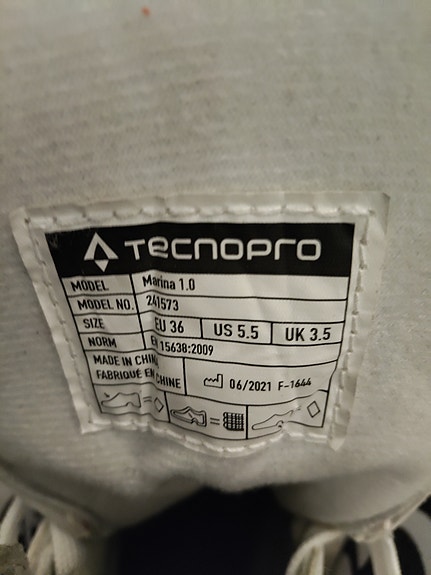 TECNOPRO
MODEL Marina 1.0
MODEL NO. 241573
SIZE EU 36 US 5.5 UK 3.5
NORM EN 15638:2009
MADE IN CHINA
FABRIQUÉ EN CHINE
06/2021 F-1644